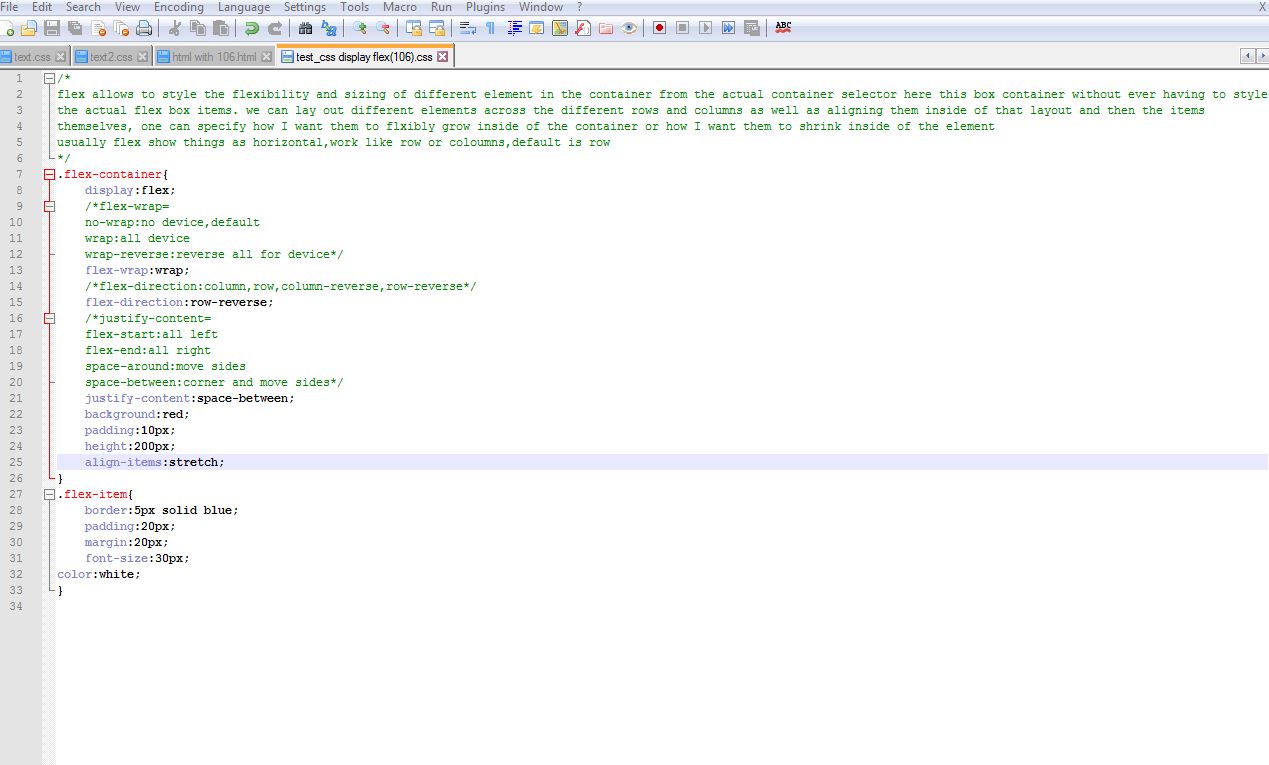 File Edit Search View Encoding Language Settings Tools Macro Run Plugins Window ? X
ABC
text.css text2.css html with 106.html test_css display flex(106).css
1 /*
2 flex allows to style the flexibility and sizing of different element in the container from the actual container selector here this box container without ever having to style
3 the actual flex box items. we can lay out different elements across the different rows and columns as well as aligning them inside of that layout and then the items
4 themselves, one can specify how I want them to flxibly grow inside of the container or how I want them to shrink inside of the element
5 usually flex show things as horizontal,work like row or coloumns,default is row
6 */
7 .flex-container{
8 display:flex;
9 /*flex-wrap=
10 no-wrap:no device,default
11 wrap:all device
12 wrap-reverse:reverse all for device*/
13 flex-wrap:wrap;
14 /*flex-direction:column,row,column-reverse,row-reverse*/
15 flex-direction:row-reverse;
16 /*justify-content=
17 flex-start:all left
18 flex-end:all right
19 space-around:move sides
20 space-between:corner and move sides*/
21 justify-content:space-between;
22 background:red;
23 padding:10px;
24 height:200px;
25 align-items:stretch;
26 }
27 .flex-item{
28 border:5px solid blue;
29 padding:20px;
30 margin:20px;
31 font-size:30px;
32 color:white;
33 }
34